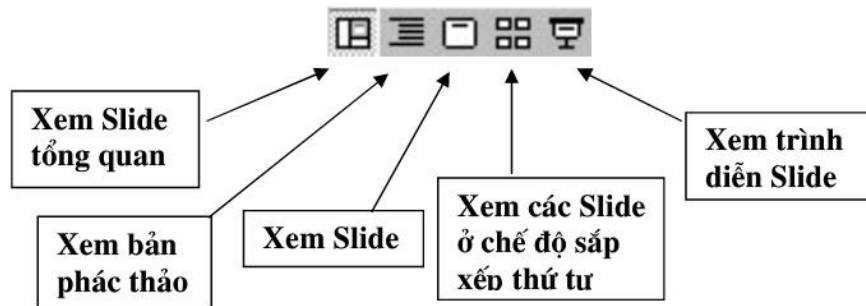 Xem Slide
tổng quan
Xem bản
phác thảo
Xem Slide
Xem các Slide
ở chế độ sắp
xếp thứ tự
Xem trình
diễn Slide